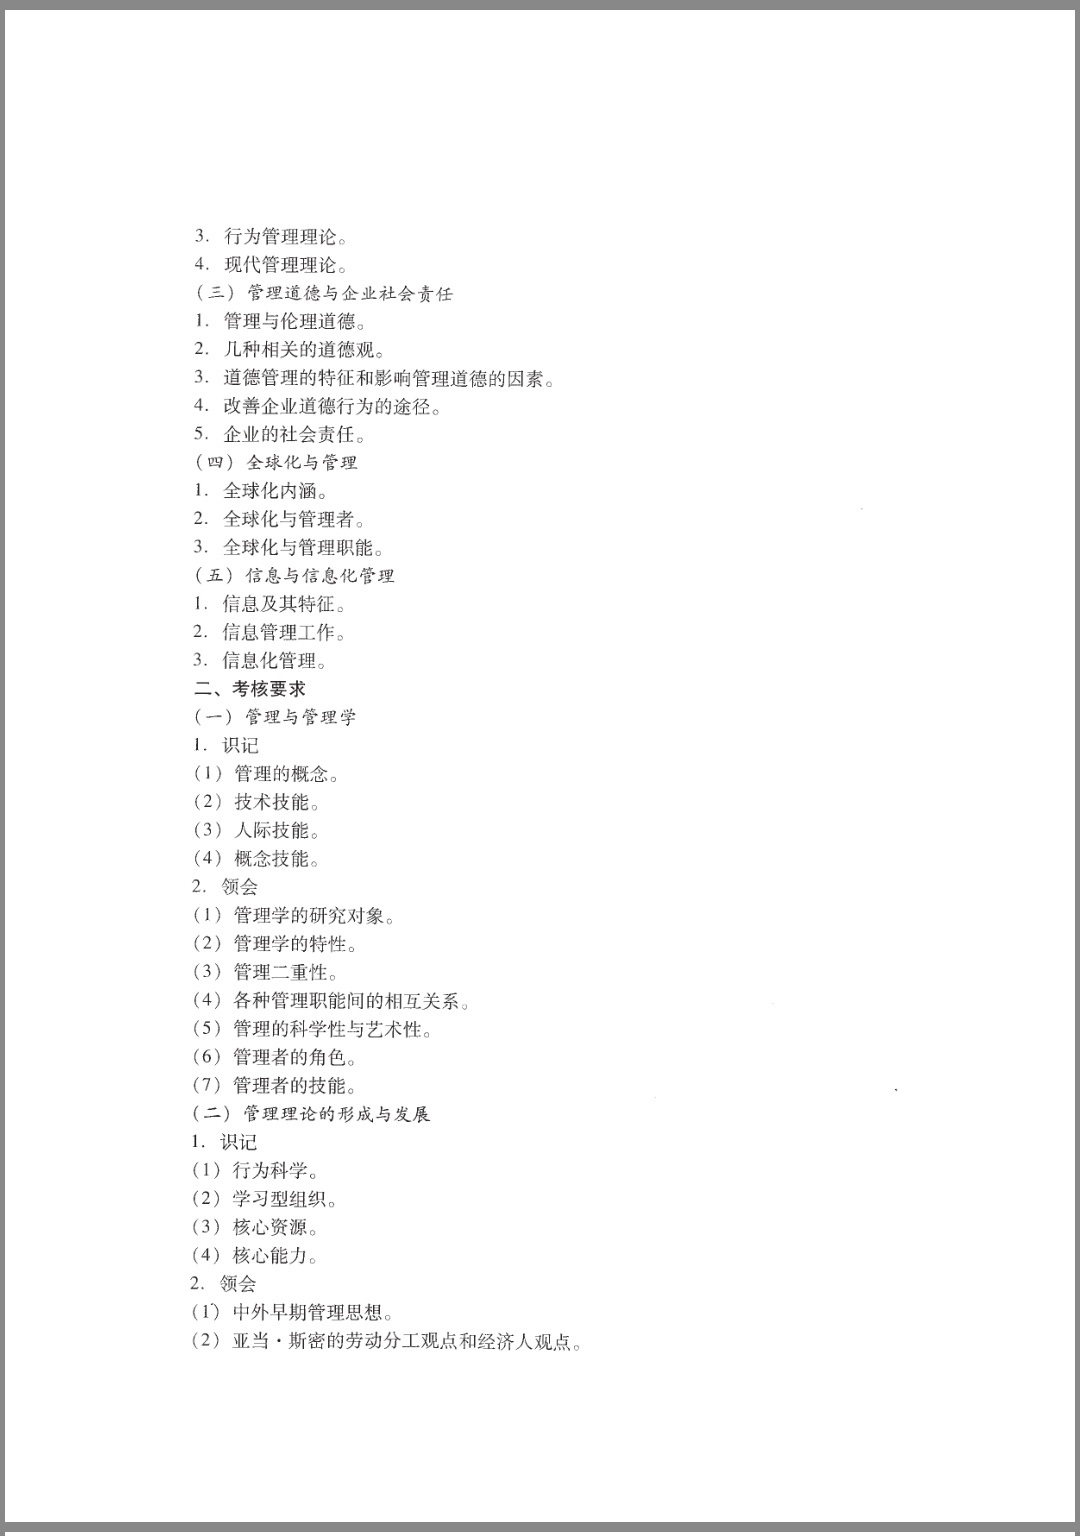 3. 行为管理理论。
4. 现代管理理论。
(三) 管理道德与企业社会责任
1. 管理与伦理道德。
2. 几种相关的道德观。
3. 道德管理的特征和影响管理道德的因素。
4. 改善企业道德行为的途径。
5. 企业的社会责任。
(四) 全球化与管理
1. 全球化内涵。
2. 全球化与管理者。
3. 全球化与管理职能。
(五) 信息与信息化管理
1. 信息及其特征。
2. 信息管理工作。
3. 信息化管理。
二、考核要求
(一) 管理与管理学
1. 识记
(1) 管理的概念。
(2) 技术技能。
(3) 人际技能。
(4) 概念技能。
2. 领会
(1) 管理学的研究对象。
(2) 管理学的特性。
(3) 管理二重性。
(4) 各种管理职能间的相互关系。
(5) 管理的科学性与艺术性。
(6) 管理者的角色。
(7) 管理者的技能。
(二) 管理理论的形成与发展
1. 识记
(1) 行为科学。
(2) 学习型组织。
(3) 核心资源。
(4) 核心能力。
2. 领会
(1) 中外早期管理思想。
(2) 亚当·斯密的劳动分工观点和经济人观点。